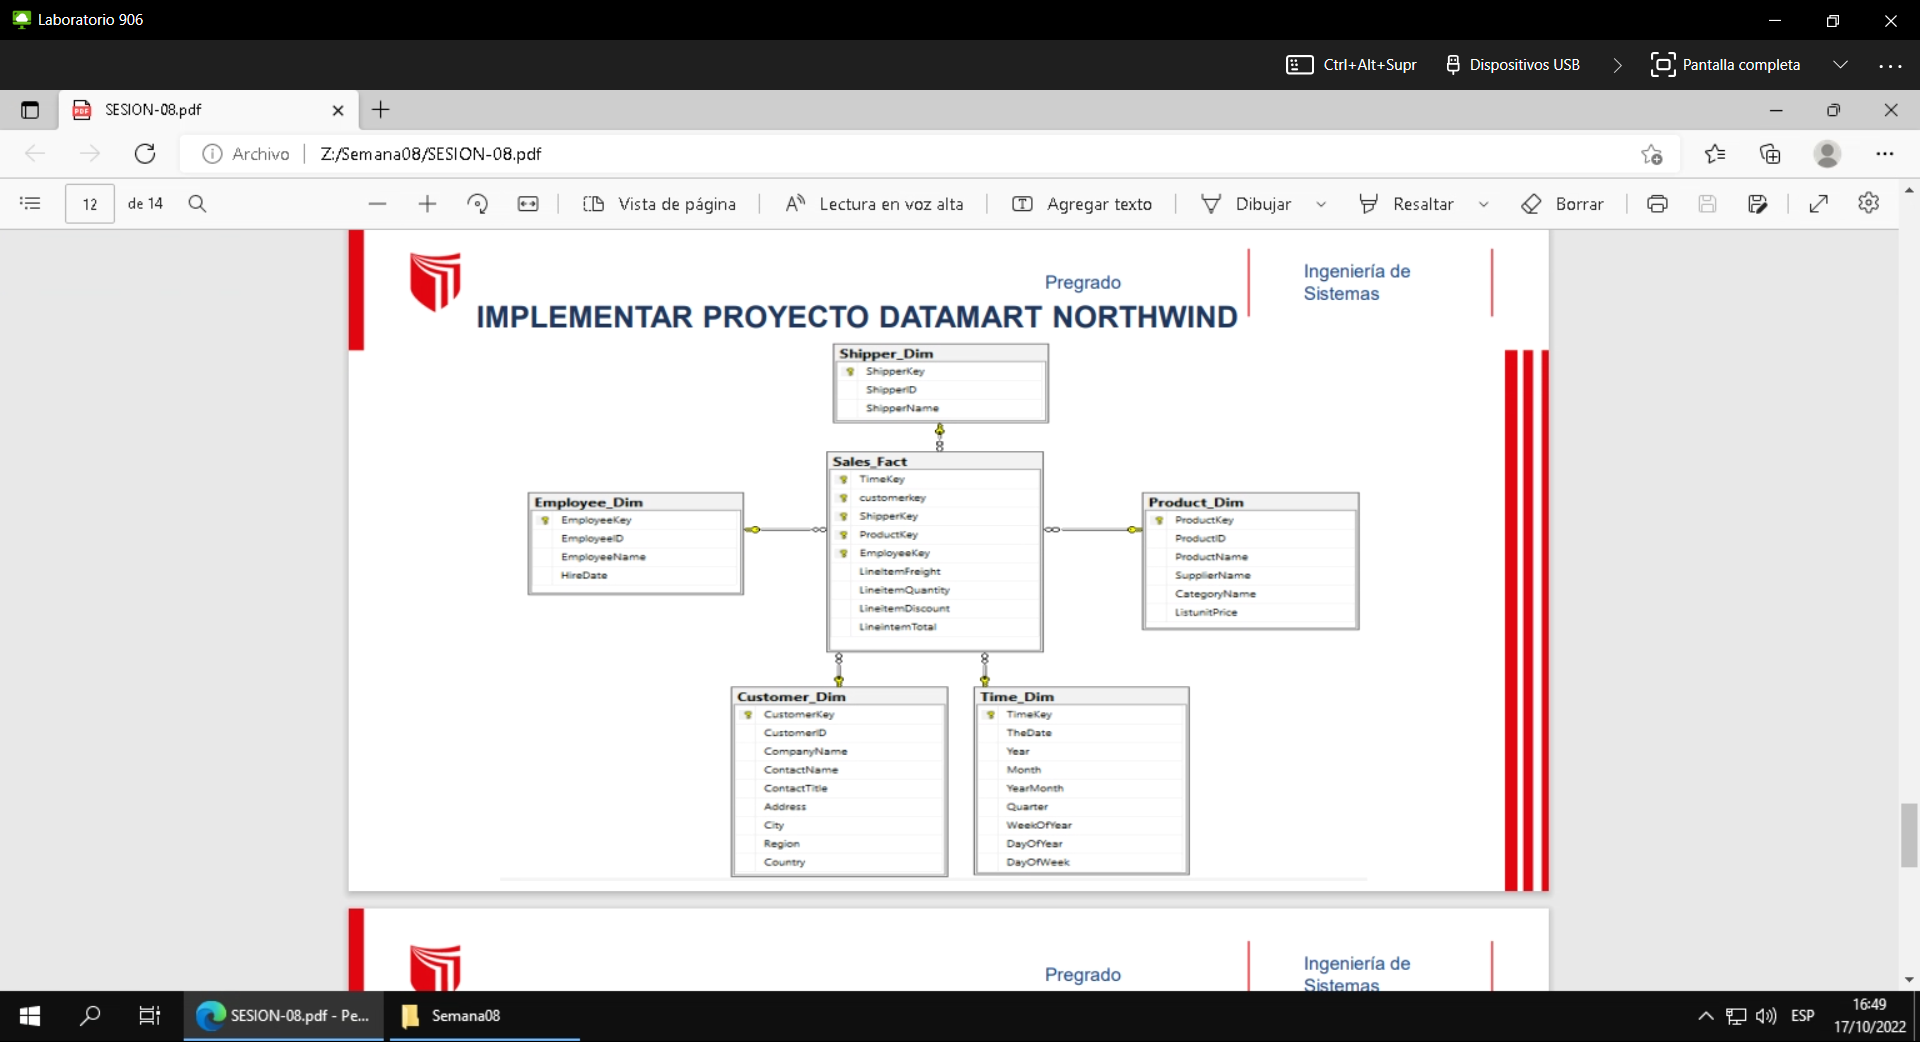 Laboratorio 906
Ctrl+Alt+Supr
Dispositivos USB
Pantalla completa
SESION-08.pdf
Archivo
Z:/Semana08/SESION-08.pdf
12
de 14
Vista de página
Lectura en voz alta
Agregar texto
Dibujar
Resaltar
Borrar
Pregrado
Ingeniería de
Sistemas
IMPLEMENTAR PROYECTO DATAMART NORTHWIND
Shipper_Dim
ShipperKey
ShipperID
ShipperName
Sales_Fact
TimeKey
customerkey
ShipperKey
ProductKey
EmployeeKey
LineItemFreight
LineItemQuantity
LineItemDiscount
LineIntemTotal
Employee_Dim
EmployeeKey
EmployeeID
EmployeeName
HireDate
Product_Dim
ProductKey
ProductID
ProductName
SupplierName
CategoryName
ListunitPrice
Customer_Dim
CustomerKey
CustomerID
CompanyName
ContactName
ContactTitle
Address
City
Region
Country
Time_Dim
TimeKey
TheDate
Year
Month
YearMonth
Quarter
WeekOfYear
DayOfYear
DayOfWeek
Pregrado
Ingeniería de
Sistemas
SESION-08.pdf - Pe...
Semana08
ESP
16:49
17/10/2022